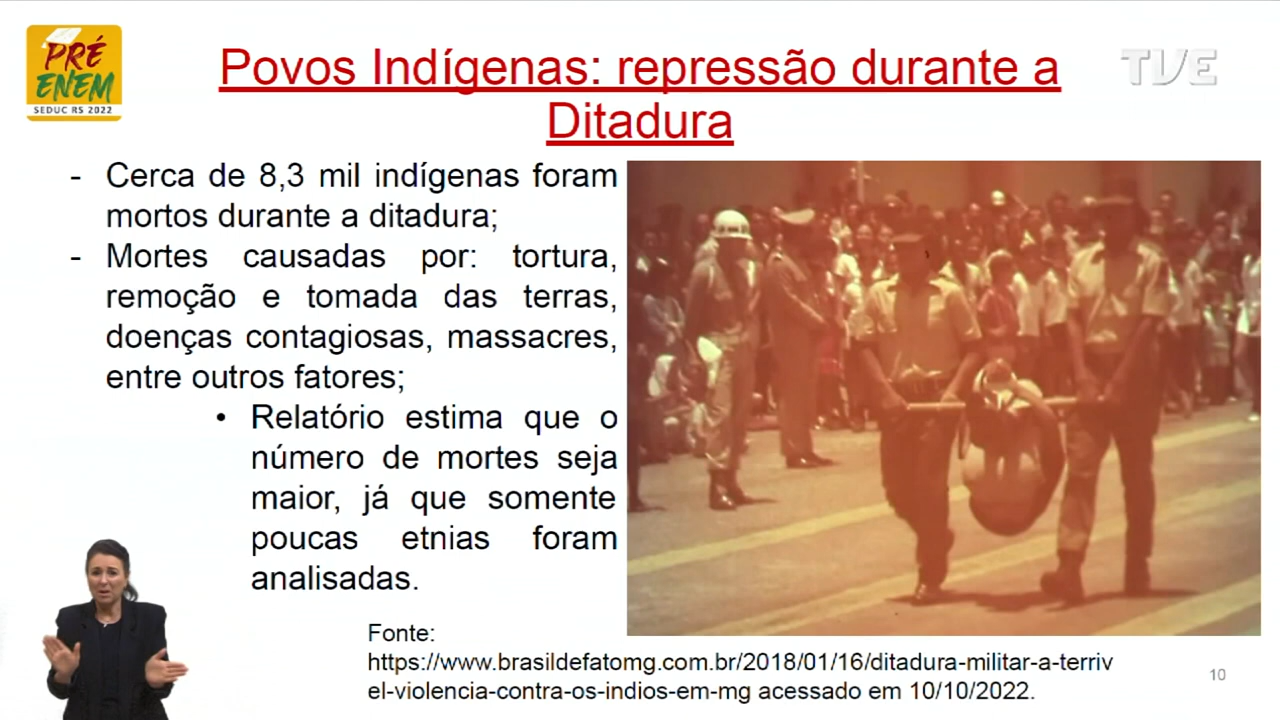 PRÉ
ENEM
SEDUC RS 2022
Povos Indígenas: repressão durante a
Ditadura
TVE
- Cerca de 8,3 mil indígenas foram
mortos durante a ditadura;
- Mortes causadas por: tortura,
remoção e tomada das terras,
doenças contagiosas, massacres,
entre outros fatores;
• Relatório estima que o
número de mortes seja
maior, já que somente
poucas etnias foram
analisadas.
Fonte:
https://www.brasildefatomg.com.br/2018/01/16/ditadura-militar-a-terriv
el-violencia-contra-os-indios-em-mg acessado em 10/10/2022.
10